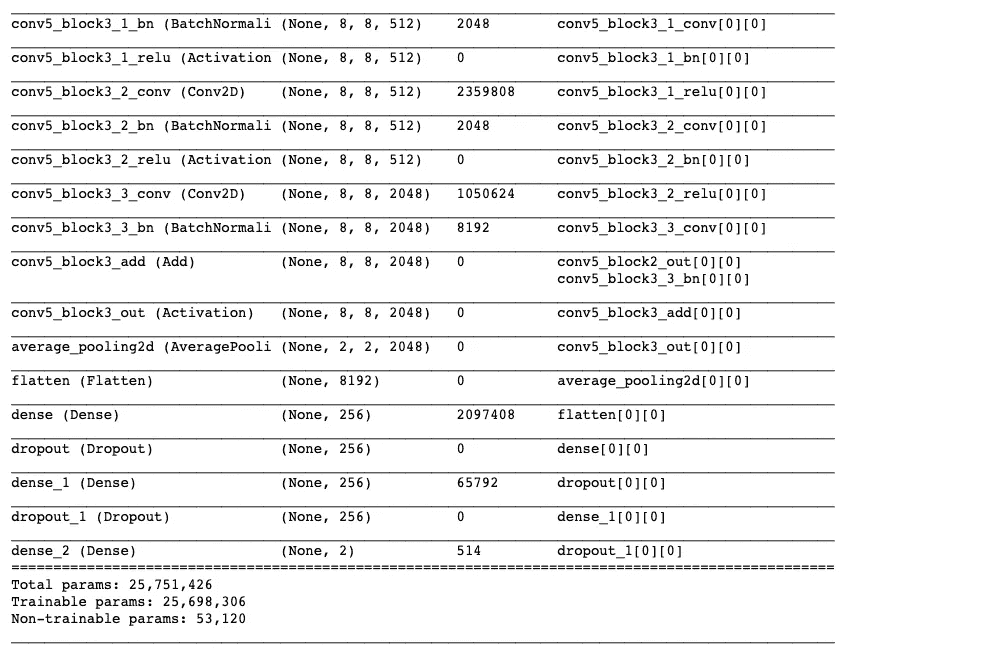 conv5_block3_1_bn (BatchNormali (None, 8, 8, 512) 2048 conv5_block3_1_conv[0][0]
conv5_block3_1_relu (Activation (None, 8, 8, 512) 0 conv5_block3_1_bn[0][0]
conv5_block3_2_conv (Conv2D) (None, 8, 8, 512) 2359808 conv5_block3_1_relu[0][0]
conv5_block3_2_bn (BatchNormali (None, 8, 8, 512) 2048 conv5_block3_2_conv[0][0]
conv5_block3_2_relu (Activation (None, 8, 8, 512) 0 conv5_block3_2_bn[0][0]
conv5_block3_3_conv (Conv2D) (None, 8, 8, 2048) 1050624 conv5_block3_2_relu[0][0]
conv5_block3_3_bn (BatchNormali (None, 8, 8, 2048) 8192 conv5_block3_3_conv[0][0]
conv5_block3_add (Add) (None, 8, 8, 2048) 0 conv5_block2_out[0][0]
conv5_block3_3_bn[0][0]
conv5_block3_out (Activation) (None, 8, 8, 2048) 0 conv5_block3_add[0][0]
average_pooling2d (AveragePooli (None, 2, 2, 2048) 0 conv5_block3_out[0][0]
flatten (Flatten) (None, 8192) 0 average_pooling2d[0][0]
dense (Dense) (None, 256) 2097408 flatten[0][0]
dropout (Dropout) (None, 256) 0 dense[0][0]
dense_1 (Dense) (None, 256) 65792 dropout[0][0]
dropout_1 (Dropout) (None, 256) 0 dense_1[0][0]
dense_2 (Dense) (None, 2) 514 dropout_1[0][0]
Total params: 25,751,426
Trainable params: 25,698,306
Non-trainable params: 53,120